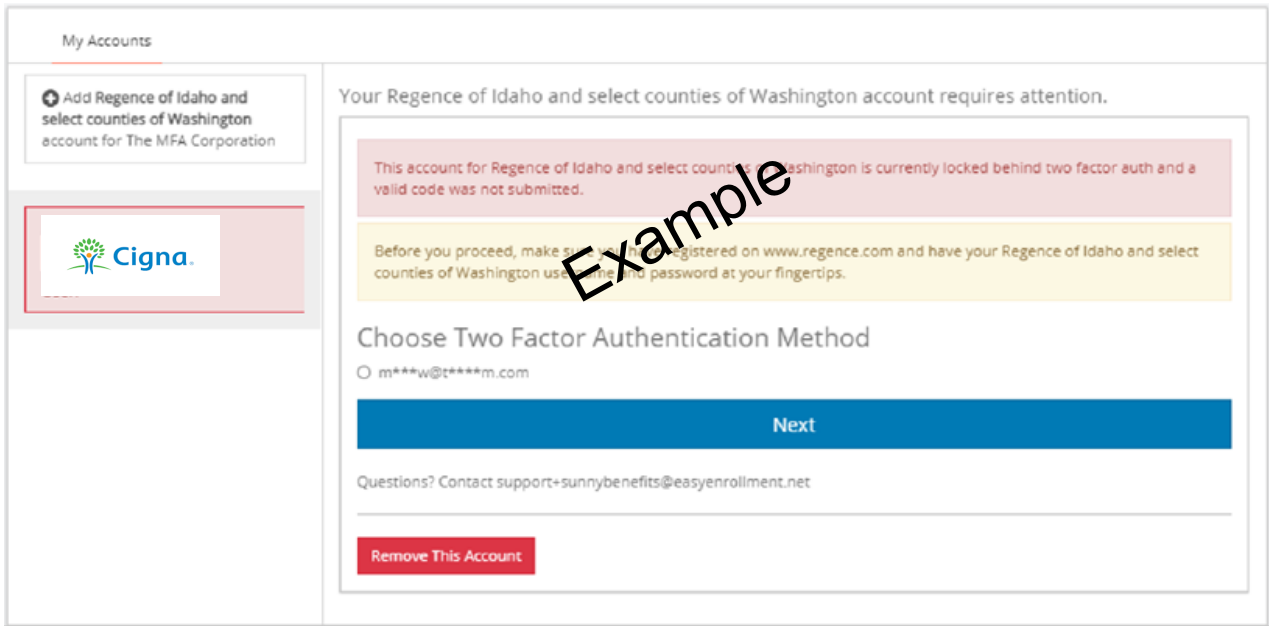 My Accounts
Add Regence of Idaho and
select counties of Washington
account for The MFA Corporation
Cigna.
Your Regence of Idaho and select counties of Washington account requires attention.
This account for Regence of Idaho and select counties of Washington is currently locked behind two factor auth and a
valid code was not submitted.
Before you proceed, make sure you have registered on www.regence.com and have your Regence of Idaho and select
counties of Washington username and password at your fingertips.
Example
Choose Two Factor Authentication Method
m***w@t****m.com
Next
Questions? Contact support+sunnybenefits@easyenrollment.net
Remove This Account